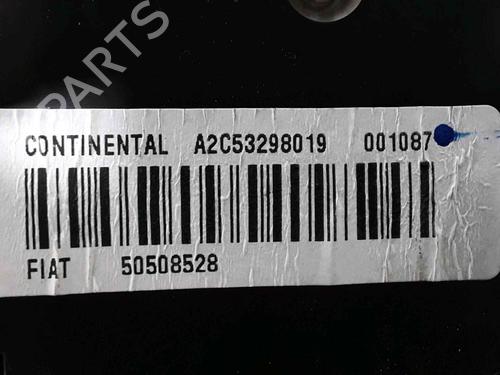 CONTINENTAL A2C53298019 001087
FIAT 50508528
B-PARTS